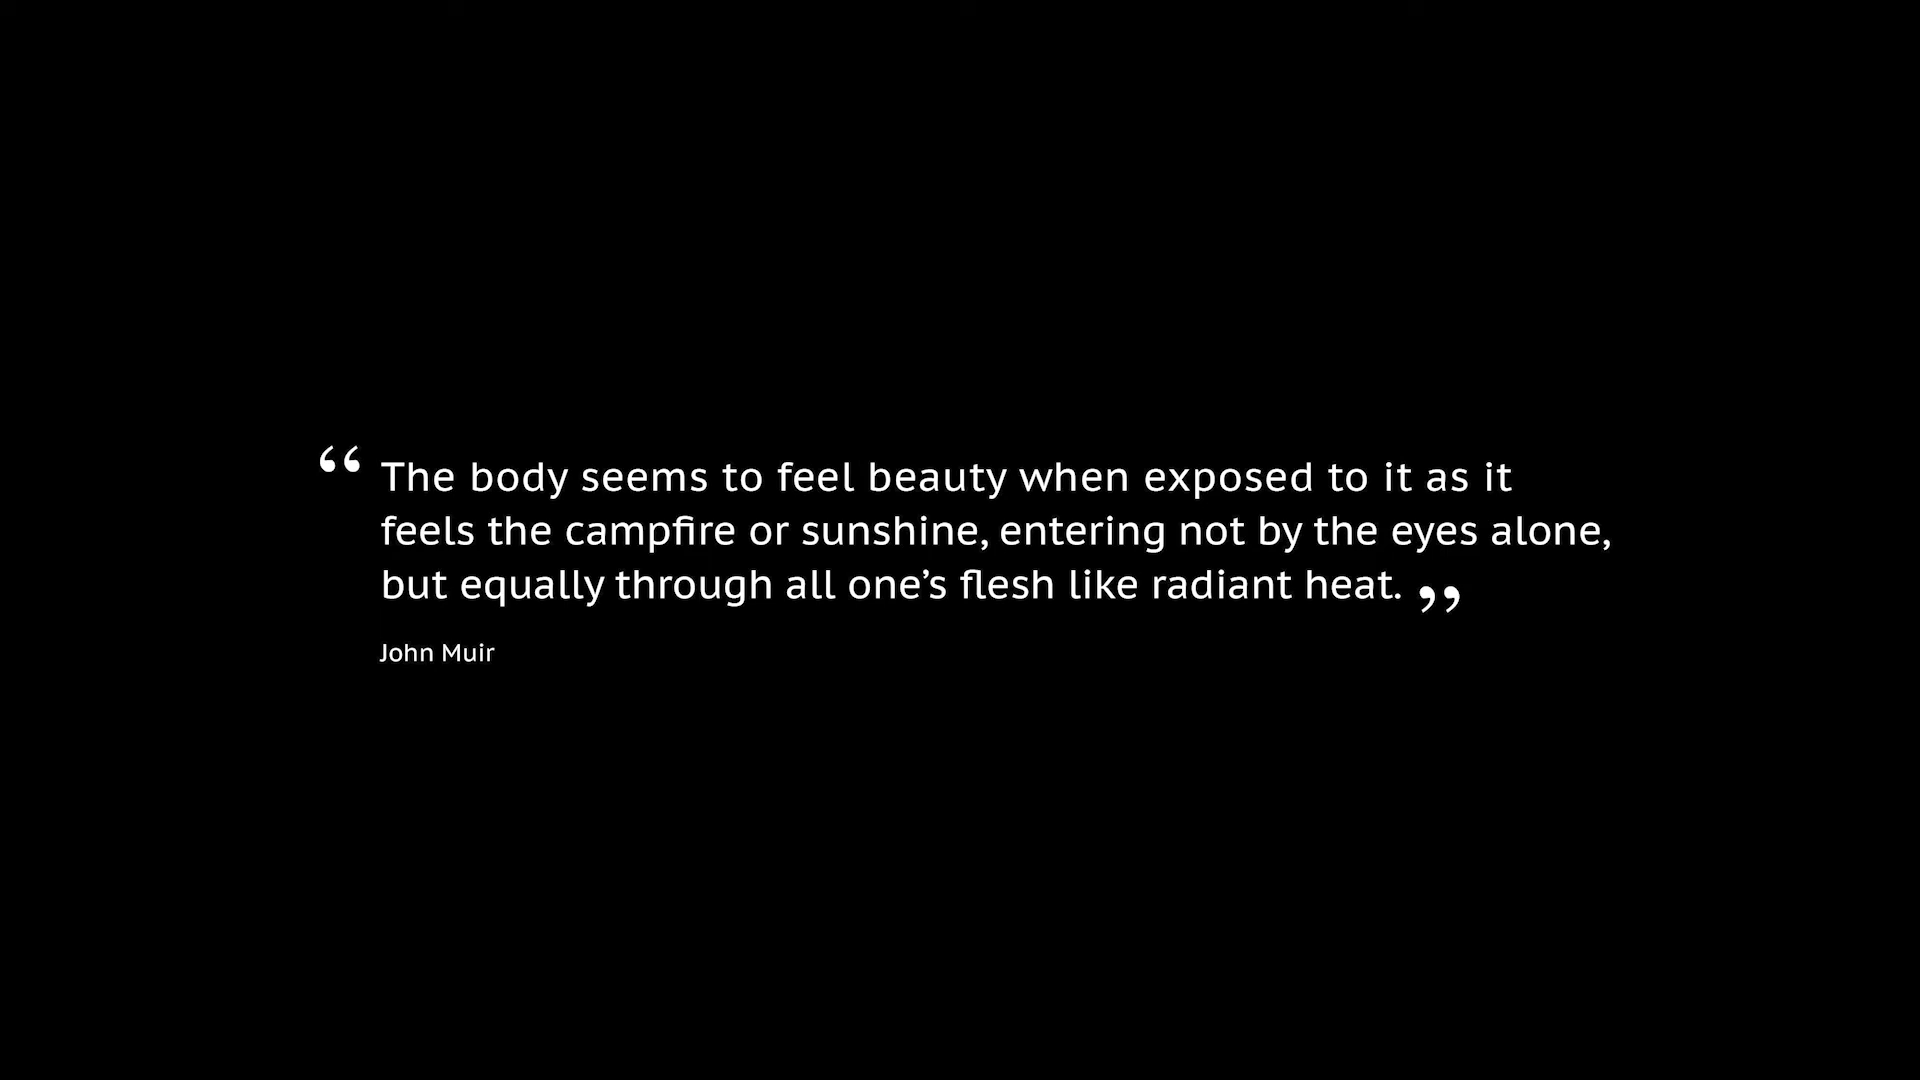 “ The body seems to feel beauty when exposed to it as it
feels the campfire or sunshine, entering not by the eyes alone,
but equally through all one’s flesh like radiant heat. ”
John Muir